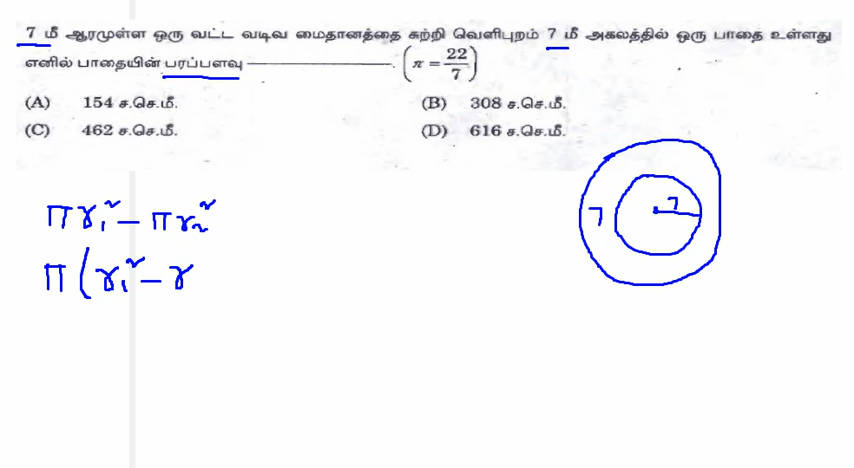 7 மீ ஆரமுள்ள ஒரு வட்ட வடிவ மைதானத்தை சுற்றி வெளிபுறம் 7 மீ அகலத்தில் ஒரு பாதை உள்ளது
எனில் பாதையின் பரப்பளவு ————————. (π = 22/7)
(A) 154 ச.செ.மீ. (B) 308 ச.செ.மீ.
(C) 462 ச.செ.மீ. (D) 616 ச.செ.மீ.
πr₁² – πr₂²
π(r₁² – r
7 7